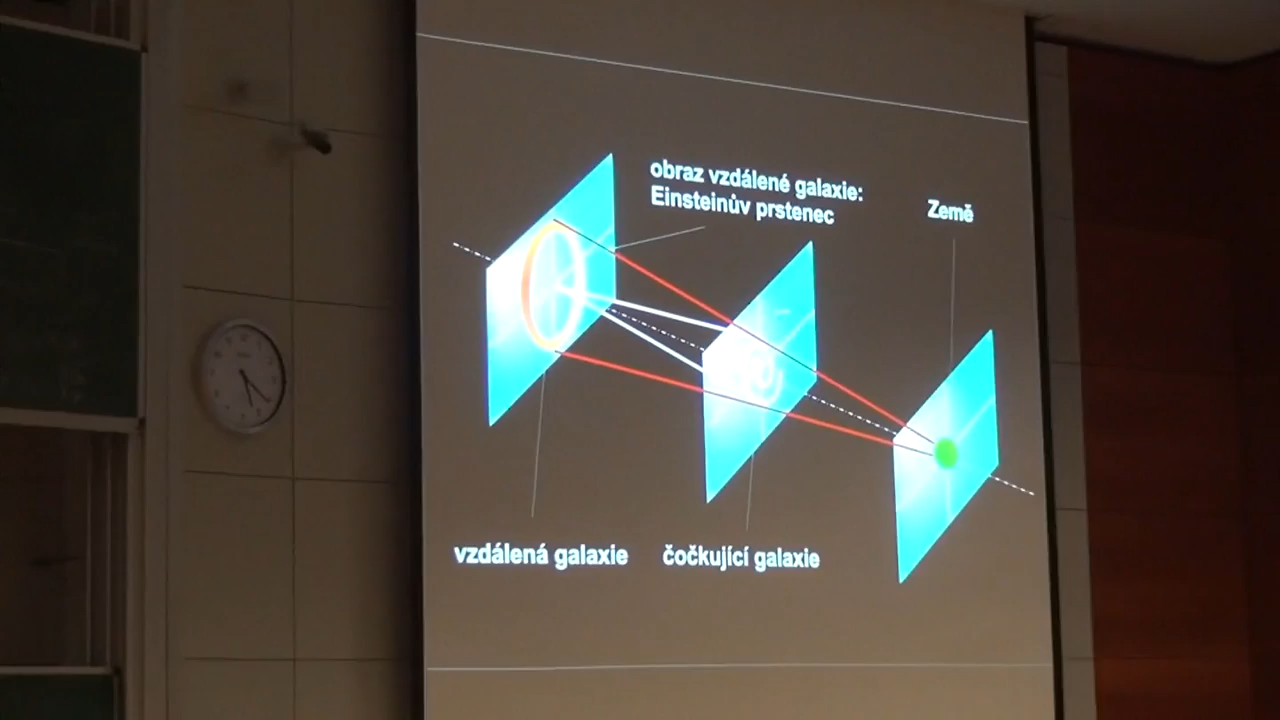 obraz vzdálené galaxie:
Einsteinův prstenec
Země
vzdálená galaxie
čočkující galaxie